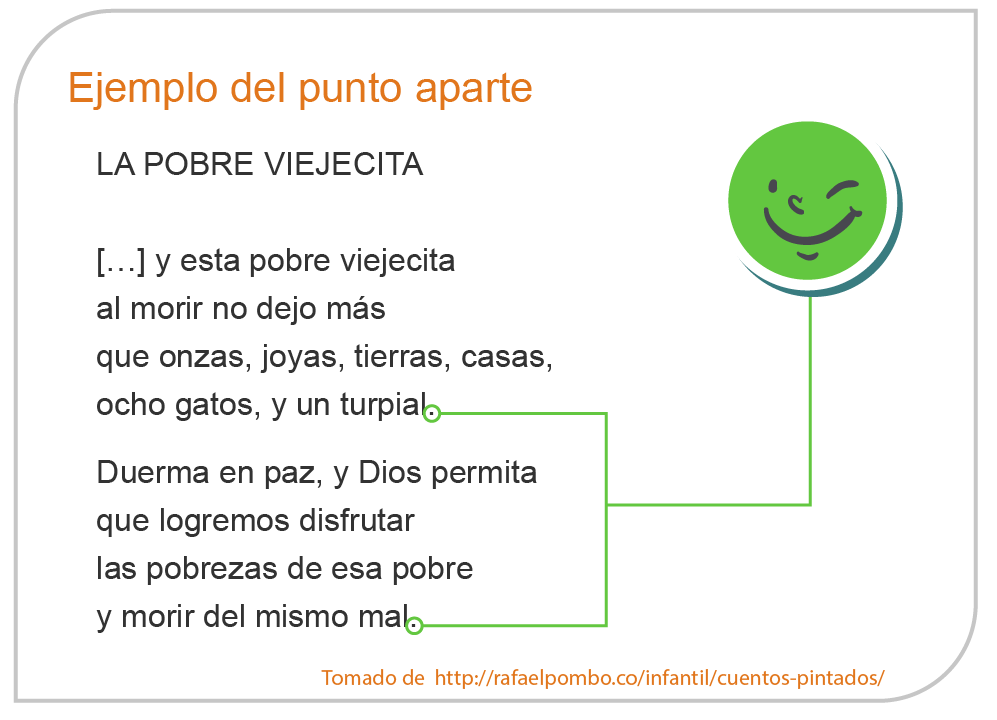 Ejemplo del punto aparte
LA POBRE VIEJECITA
[…] y esta pobre viejecita
al morir no dejo más
que onzas, joyas, tierras, casas,
ocho gatos, y un turpial.
Duerma en paz, y Dios permita
que logremos disfrutar
las pobrezas de esa pobre
y morir del mismo mal.
Tomado de http://rafaelpombo.co/infantil/cuentos-pintados/